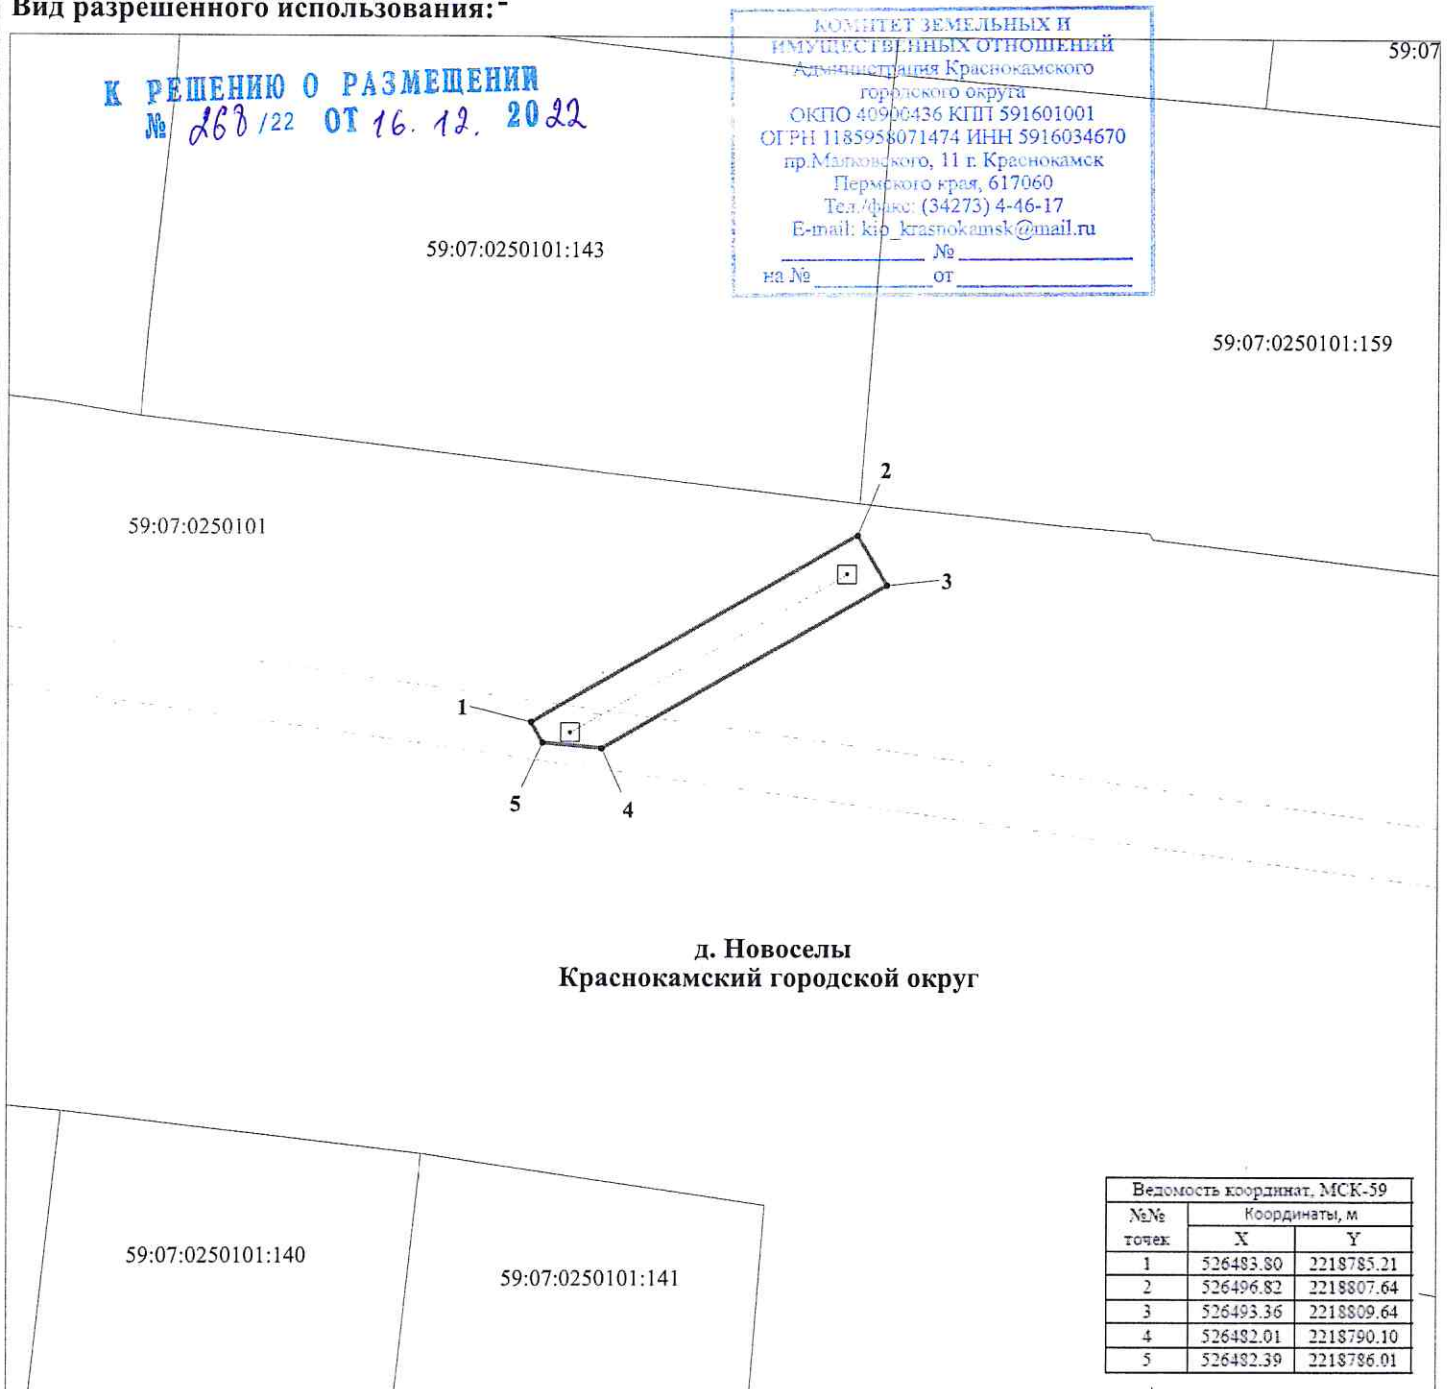 Вид разрешенного использования:-
К РЕШЕНИЮ О РАЗМЕЩЕНИИ
№ 268/22 ОТ 16. 12. 2022
КОМИТЕТ ЗЕМЕЛЬНЫХ И
ИМУЩЕСТВЕННЫХ ОТНОШЕНИЙ
Администрация Краснокамского
городского округа
ОКПО 40900436 КПП 591601001
ОГРН 1185958071474 ИНН 5916034670
пр.Маяковского, 11 г. Краснокамск
Пермского края, 617060
Тел./факс: (34273) 4-46-17
E-mail: kio_krasnokamsk@mail.ru
№
на № от
59:07
59:07:0250101:143
59:07:0250101:159
2
59:07:0250101
3
1
5
4
д. Новоселы
Краснокамский городской округ
59:07:0250101:140
59:07:0250101:141
Ведомость координат, МСК-59
№№ точек Координаты, м
X Y
1 526483.80 2218785.21
2 526496.82 2218807.64
3 526493.36 2218809.64
4 526482.01 2218790.10
5 526482.39 2218786.01